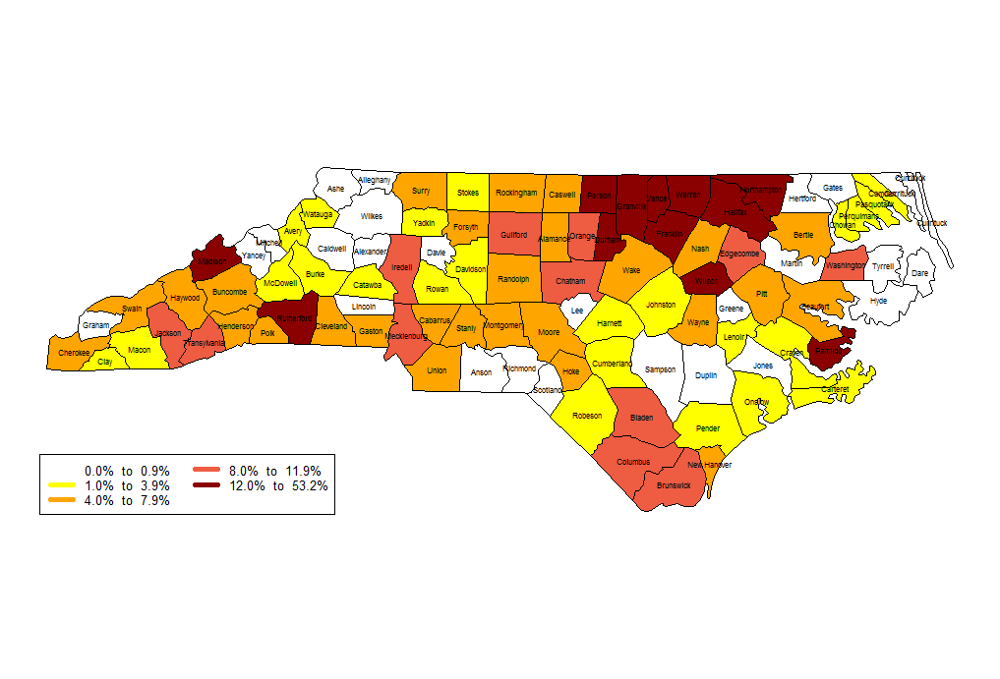 Ashe
Alleghany
Surry
Stokes
Rockingham
Caswell
Person
Granville
Vance
Warren
Northampton
Halifax
Hertford
Gates
Currituck
Camden
Currituck
Pasquotank
Perquimans
Chowan
Currituck
Wilkes
Watauga
Avery
Mitchell
Yancey
Madison
Yadkin
Forsyth
Guilford
Alamance
Orange
Durham
Franklin
Nash
Edgecombe
Bertie
Martin
Washington
Tyrrell
Dare
Hyde
Caldwell
Alexander
Iredell
Davie
Davidson
Randolph
Chatham
Wake
Wilson
Pitt
Beaufort
Greene
Swain
Haywood
Buncombe
McDowell
Burke
Catawba
Rowan
Lincoln
Lee
Johnston
Wayne
Lenoir
Craven
Pamlico
Jones
Graham
Cherokee
Clay
Macon
Jackson
Transylvania
Henderson
Polk
Rutherford
Cleveland
Gaston
Mecklenburg
Cabarrus
Stanly
Montgomery
Moore
Harnett
Union
Anson
Richmond
Scotland
Hoke
Cumberland
Sampson
Duplin
Onslow
Carteret
Robeson
Bladen
Pender
Columbus
New Hanover
Brunswick
0.0% to 0.9%
1.0% to 3.9%
4.0% to 7.9%
8.0% to 11.9%
12.0% to 53.2%